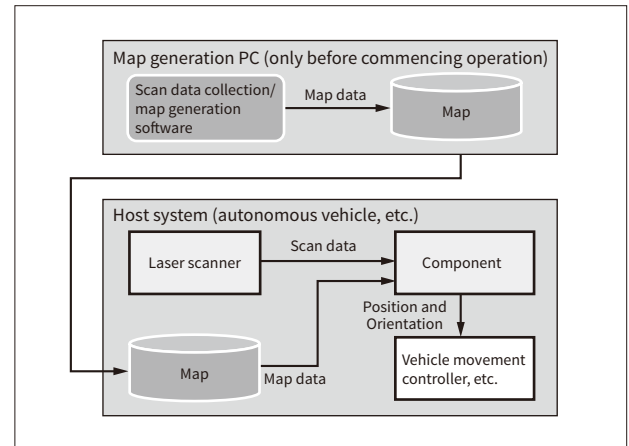 Map generation PC (only before commencing operation)
Scan data collection/
map generation
software
Map data
Map
Host system (autonomous vehicle, etc.)
Laser scanner
Scan data
Component
Position and
Orientation
Map
Map data
Vehicle movement
controller, etc.